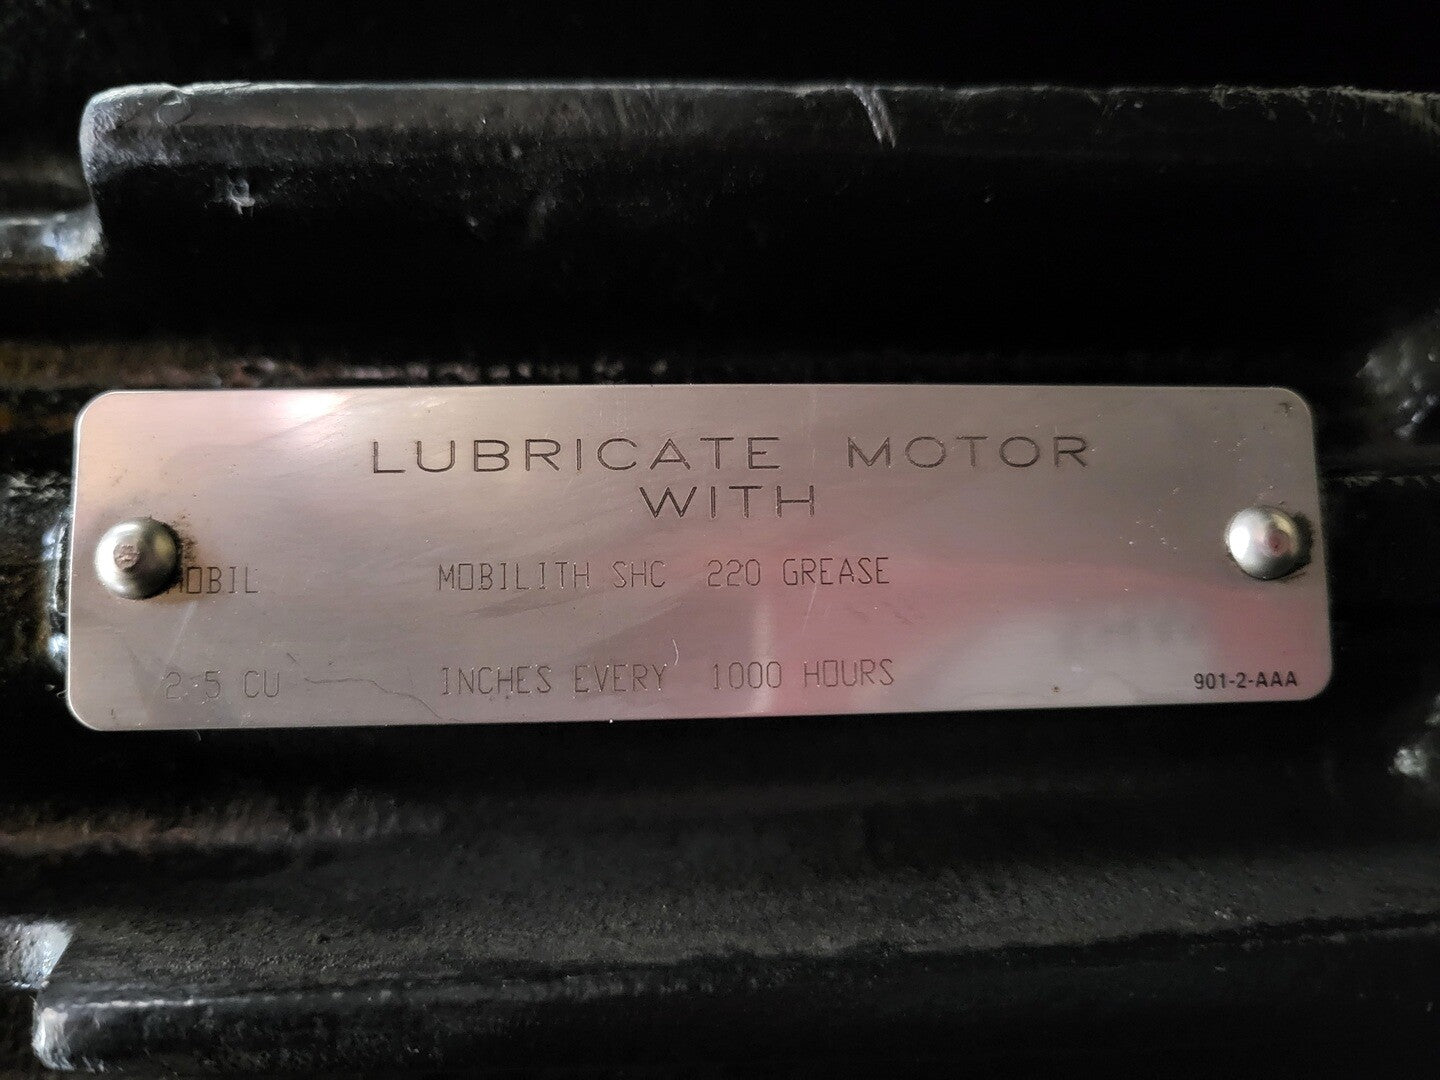 LUBRICATE MOTOR
WITH
MOBIL MOBILITH SHC 220 GREASE
2.5 CU INCHES EVERY 1000 HOURS
901-2-AAA